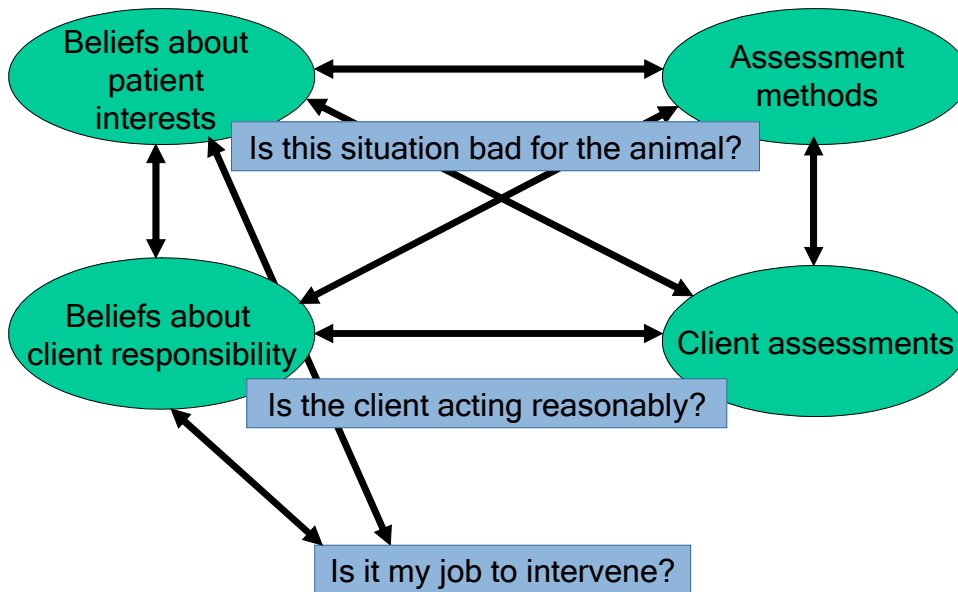 Beliefs about
patient
interests
Assessment
methods
Is this situation bad for the animal?
Beliefs about
client responsibility
Client assessments
Is the client acting reasonably?
Is it my job to intervene?